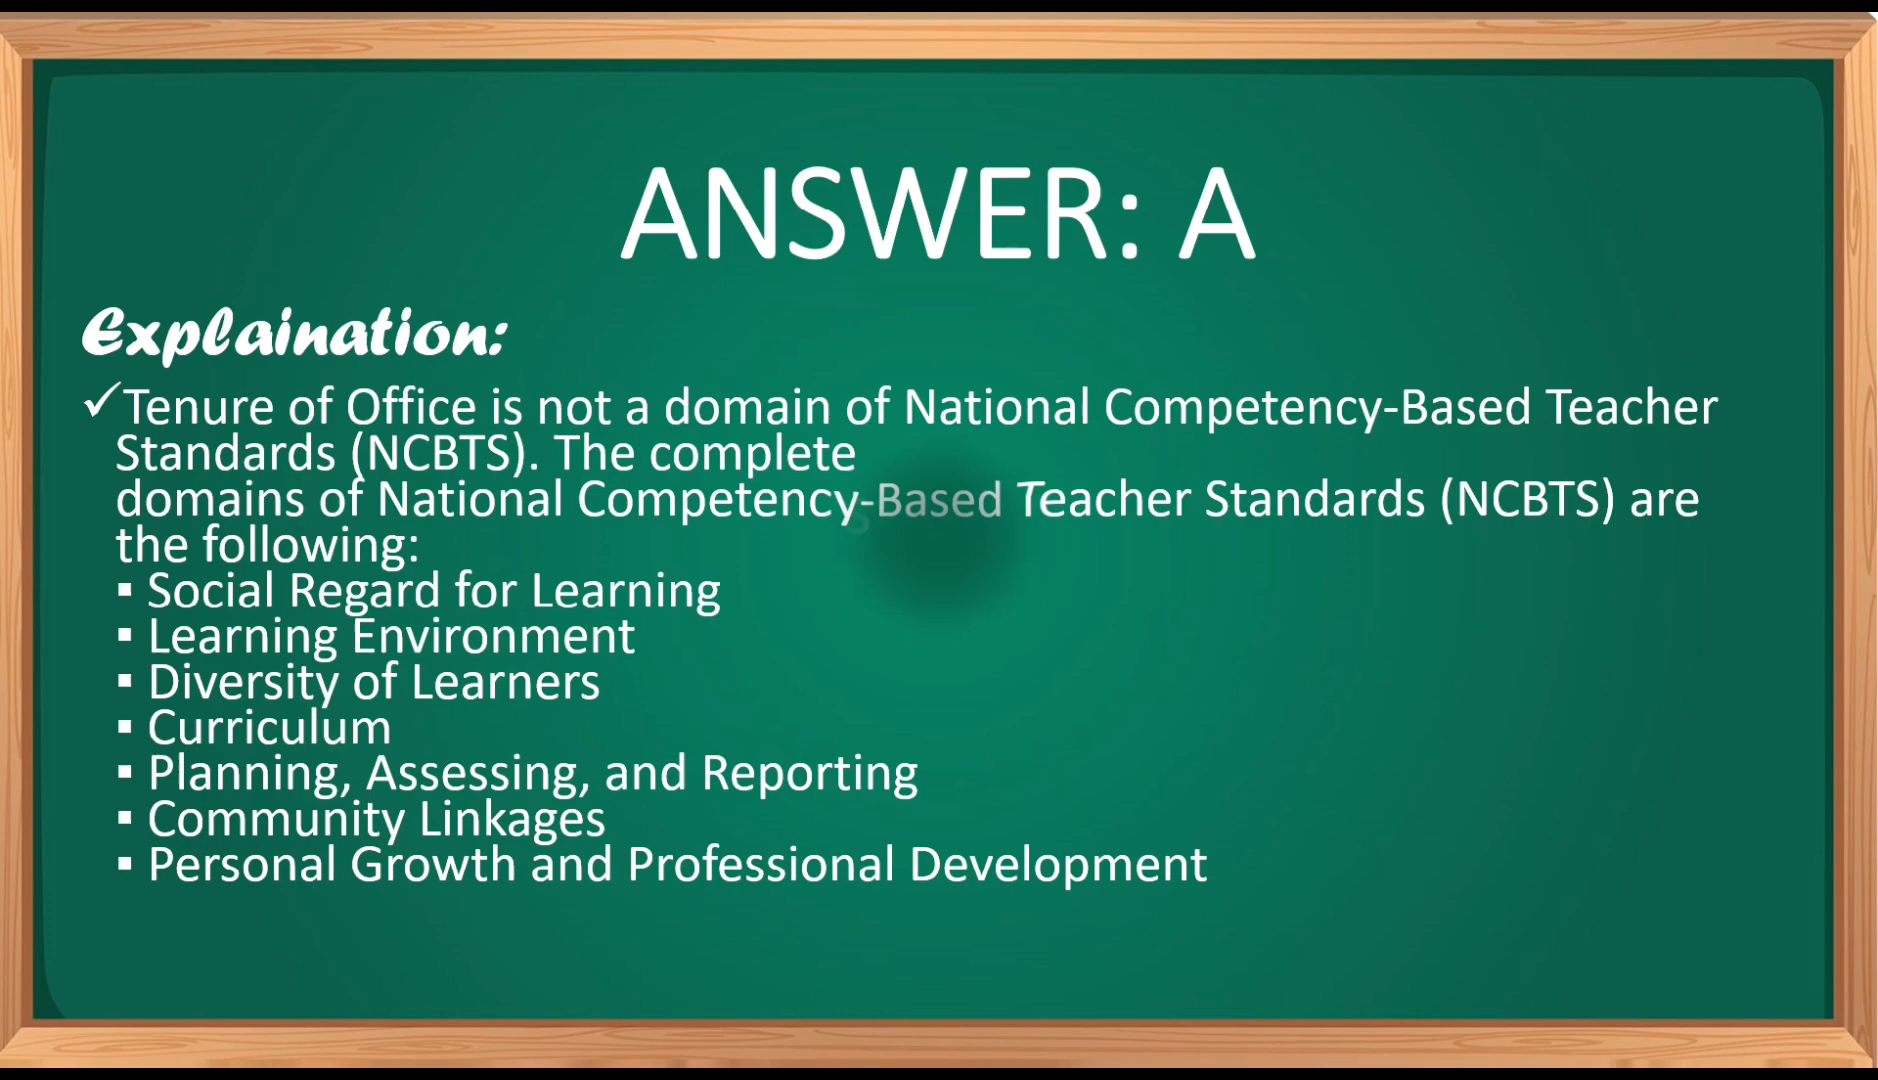 ANSWER: A
Explaination:
✓Tenure of Office is not a domain of National Competency-Based Teacher
Standards (NCBTS). The complete
domains of National Competency-Based Teacher Standards (NCBTS) are
the following:
▪ Social Regard for Learning
▪ Learning Environment
▪ Diversity of Learners
▪ Curriculum
▪ Planning, Assessing, and Reporting
▪ Community Linkages
▪ Personal Growth and Professional Development